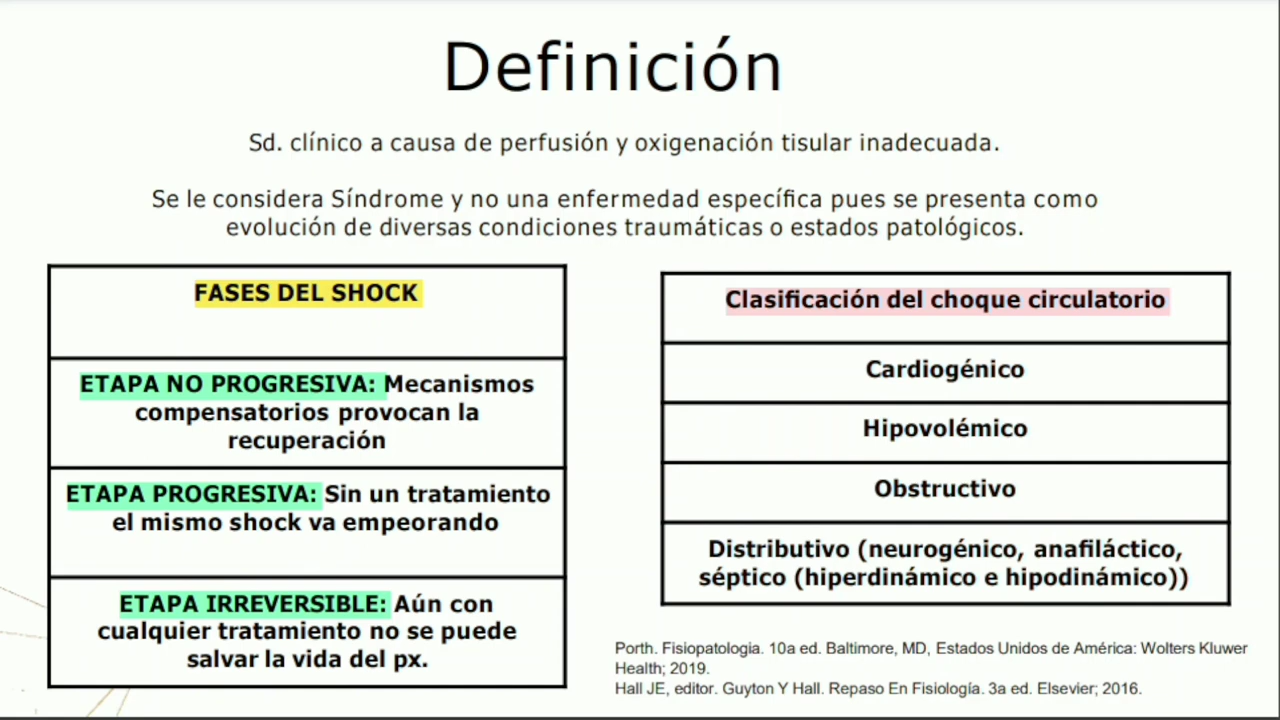 Definición
Sd. clínico a causa de perfusión y oxigenación tisular inadecuada.
Se le considera Síndrome y no una enfermedad específica pues se presenta como
evolución de diversas condiciones traumáticas o estados patológicos.
FASES DEL SHOCK
ETAPA NO PROGRESIVA: Mecanismos
compensatorios provocan la
recuperación
ETAPA PROGRESIVA: Sin un tratamiento
el mismo shock va empeorando
ETAPA IRREVERSIBLE: Aún con
cualquier tratamiento no se puede
salvar la vida del px.
Clasificación del choque circulatorio
Cardiogénico
Hipovolémico
Obstructivo
Distributivo (neurogénico, anafiláctico,
séptico (hiperdinámico e hipodinámico))
Porth. Fisiopatologia. 10a ed. Baltimore, MD, Estados Unidos de América: Wolters Kluwer
Health; 2019.
Hall JE, editor. Guyton Y Hall. Repaso En Fisiología. 3a ed. Elsevier; 2016.